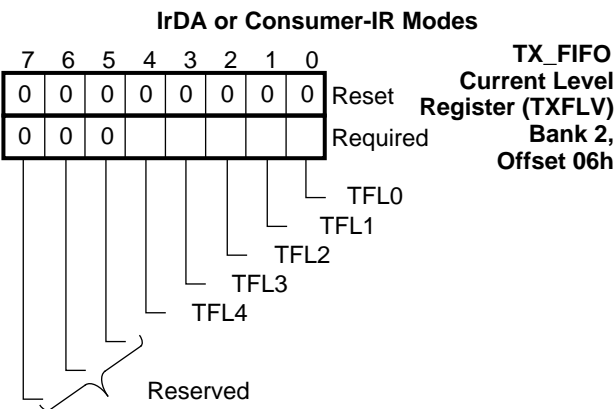 IrDA or Consumer-IR Modes
7 6 5 4 3 2 1 0
TX_FIFO
Current Level
Register (TXFLV)
Bank 2,
Offset 06h
0 0 0 0 0 0 0 0 Reset
0 0 0 Required
TFL0
TFL1
TFL2
TFL3
TFL4
Reserved